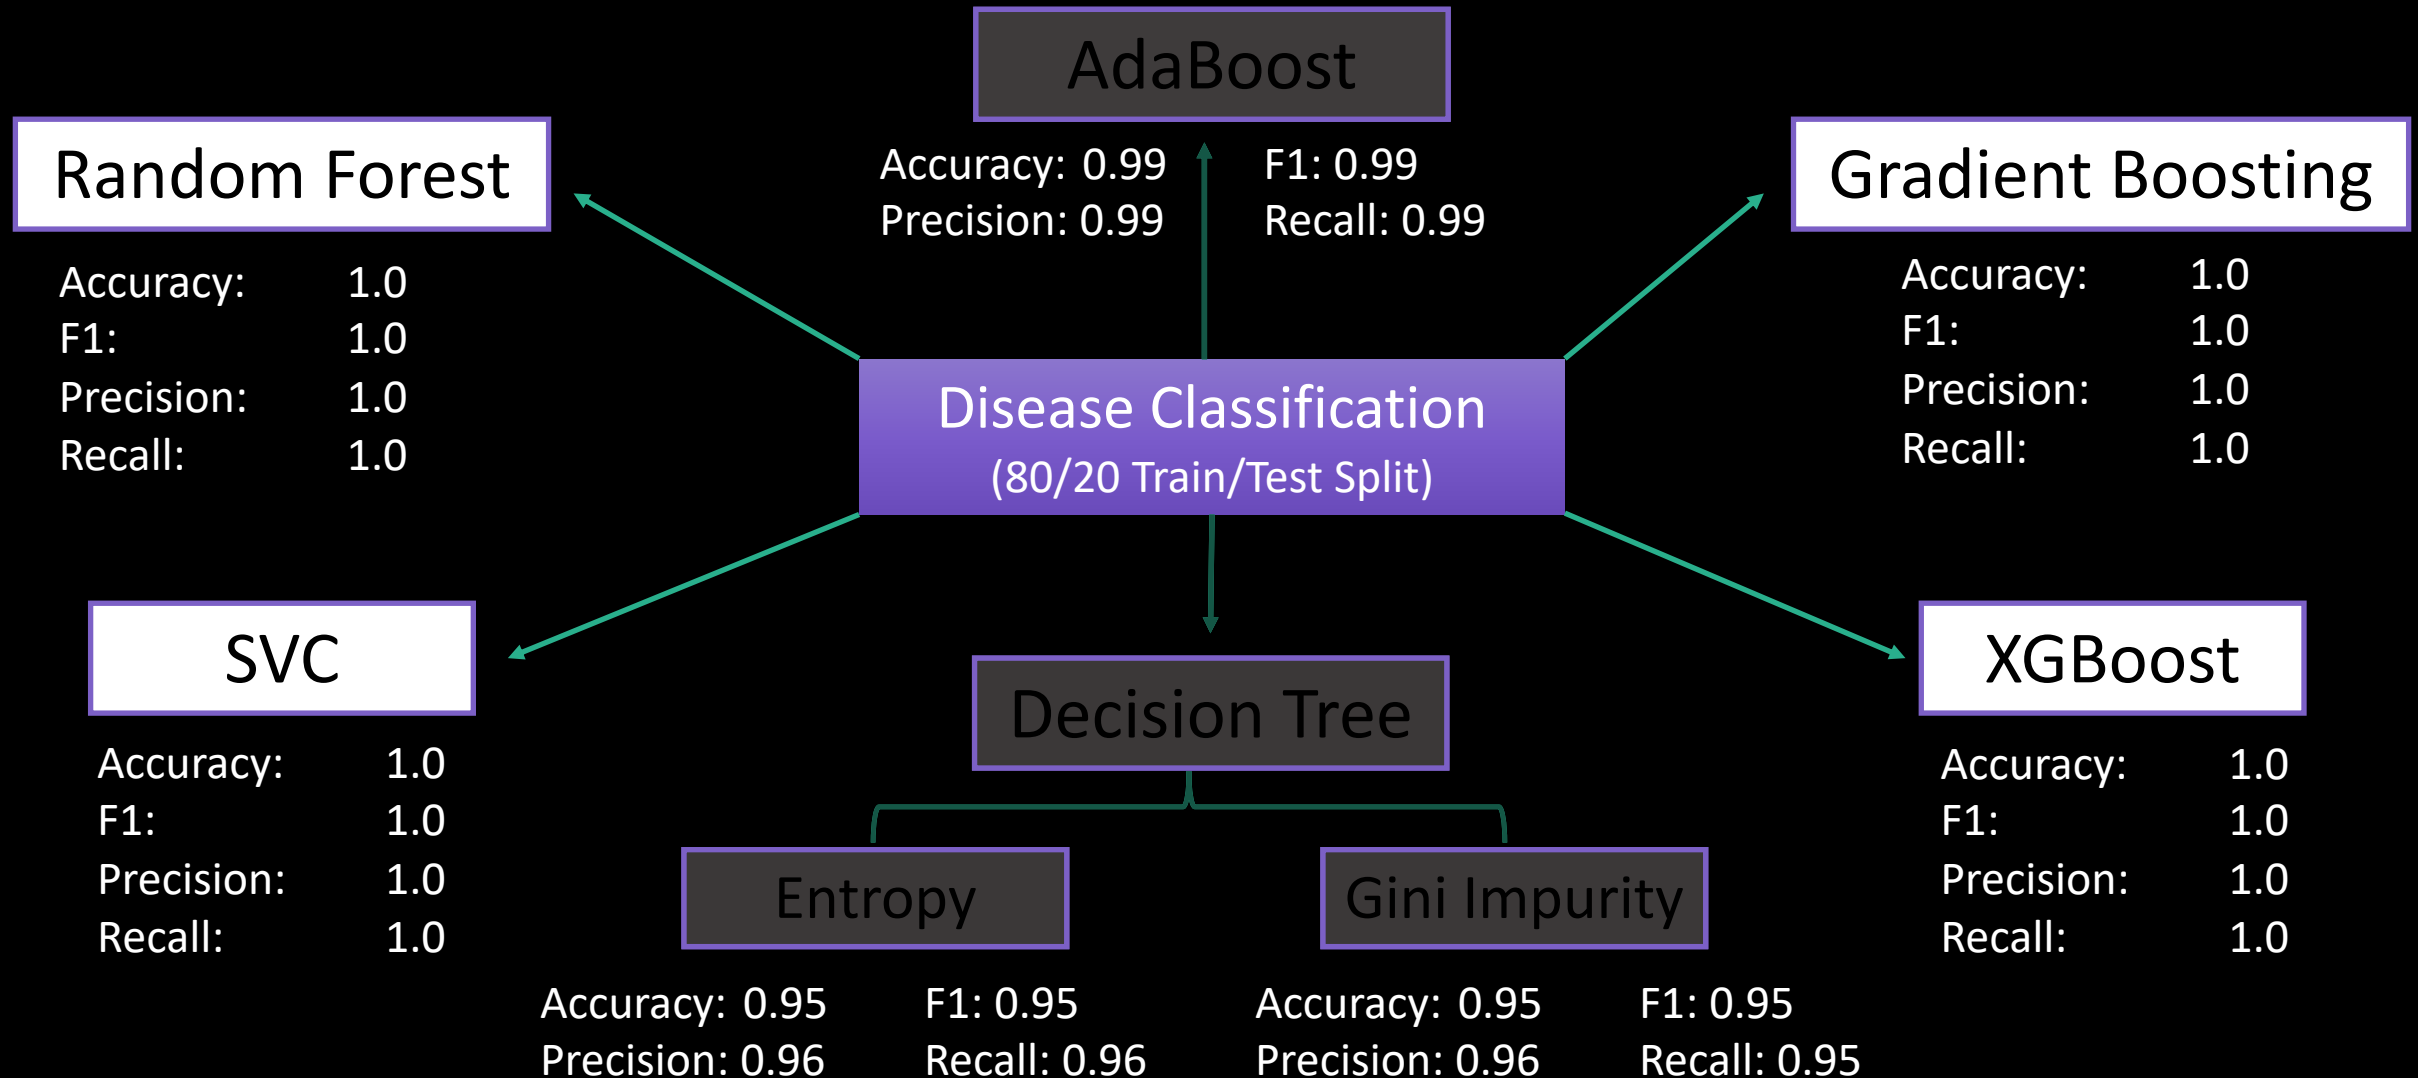 AdaBoost
Accuracy: 0.99 F1: 0.99
Precision: 0.99 Recall: 0.99
Random Forest
Accuracy: 1.0
F1: 1.0
Precision: 1.0
Recall: 1.0
Gradient Boosting
Accuracy: 1.0
F1: 1.0
Precision: 1.0
Recall: 1.0
Disease Classification
(80/20 Train/Test Split)
SVC
Accuracy: 1.0
F1: 1.0
Precision: 1.0
Recall: 1.0
Decision Tree
Entropy
Accuracy: 0.95 F1: 0.95
Precision: 0.96 Recall: 0.96
Gini Impurity
Accuracy: 0.95 F1: 0.95
Precision: 0.96 Recall: 0.95
XGBoost
Accuracy: 1.0
F1: 1.0
Precision: 1.0
Recall: 1.0